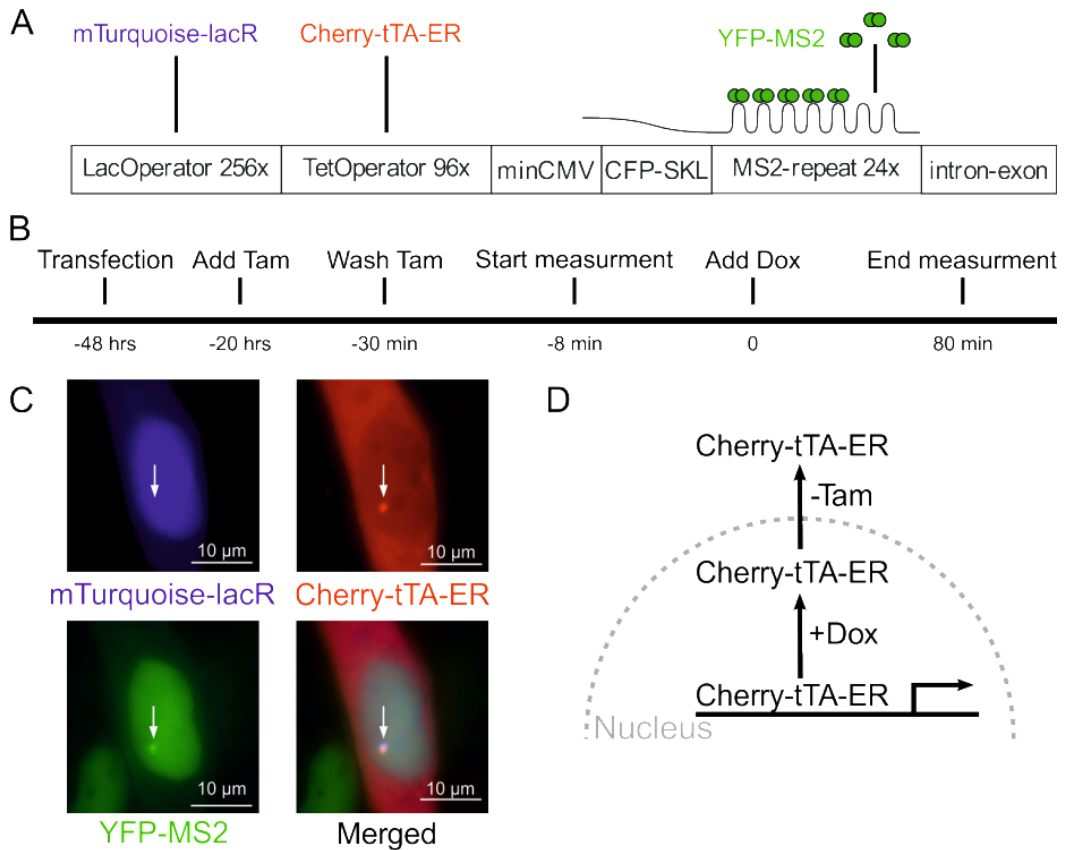 A
mTurquoise-lacR
Cherry-tTA-ER
YFP-MS2
LacOperator 256x
TetOperator 96x
minCMV
CFP-SKL
MS2-repeat 24x
intron-exon
B
Transfection
Add Tam
Wash Tam
Start measurment
Add Dox
End measurment
-48 hrs
-20 hrs
-30 min
-8 min
0
80 min
C
10 µm
mTurquoise-lacR
10 µm
Cherry-tTA-ER
10 µm
YFP-MS2
10 µm
Merged
D
Cherry-tTA-ER
-Tam
Cherry-tTA-ER
+Dox
Cherry-tTA-ER
Nucleus